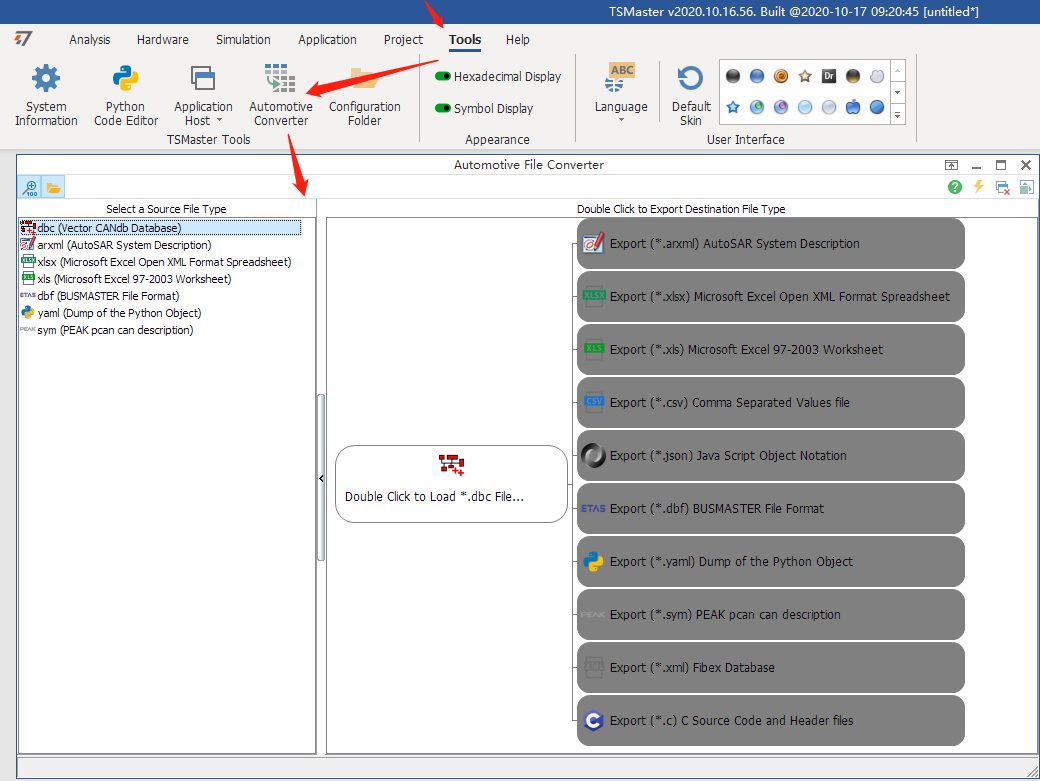 TSMaster v2020.10.16.56. Built @2020-10-17 09:20:45 [untitled*]
Analysis Hardware Simulation Application Project Tools Help
System Information
Python Code Editor
Application Host
Automotive Converter
Configuration Folder
TSMaster Tools
Hexadecimal Display
Symbol Display
Appearance
ABC
Language
Default Skin
Dr
User Interface
Automotive File Converter
100
Select a Source File Type
dbc (Vector CANdb Database)
arxml (AutoSAR System Description)
XLSX xlsx (Microsoft Excel Open XML Format Spreadsheet)
XLS xls (Microsoft Excel 97-2003 Worksheet)
ETAS dbf (BUSMASTER File Format)
yaml (Dump of the Python Object)
PEAK sym (PEAK pcan can description)
Double Click to Load *.dbc File...
Double Click to Export Destination File Type
Export (*.arxml) AutoSAR System Description
XLSX Export (*.xlsx) Microsoft Excel Open XML Format Spreadsheet
XLS Export (*.xls) Microsoft Excel 97-2003 Worksheet
CSV Export (*.csv) Comma Separated Values file
Export (*.json) Java Script Object Notation
ETAS Export (*.dbf) BUSMASTER File Format
Export (*.yaml) Dump of the Python Object
PEAK Export (*.sym) PEAK pcan can description
Export (*.xml) Fibex Database
C Export (*.c) C Source Code and Header files